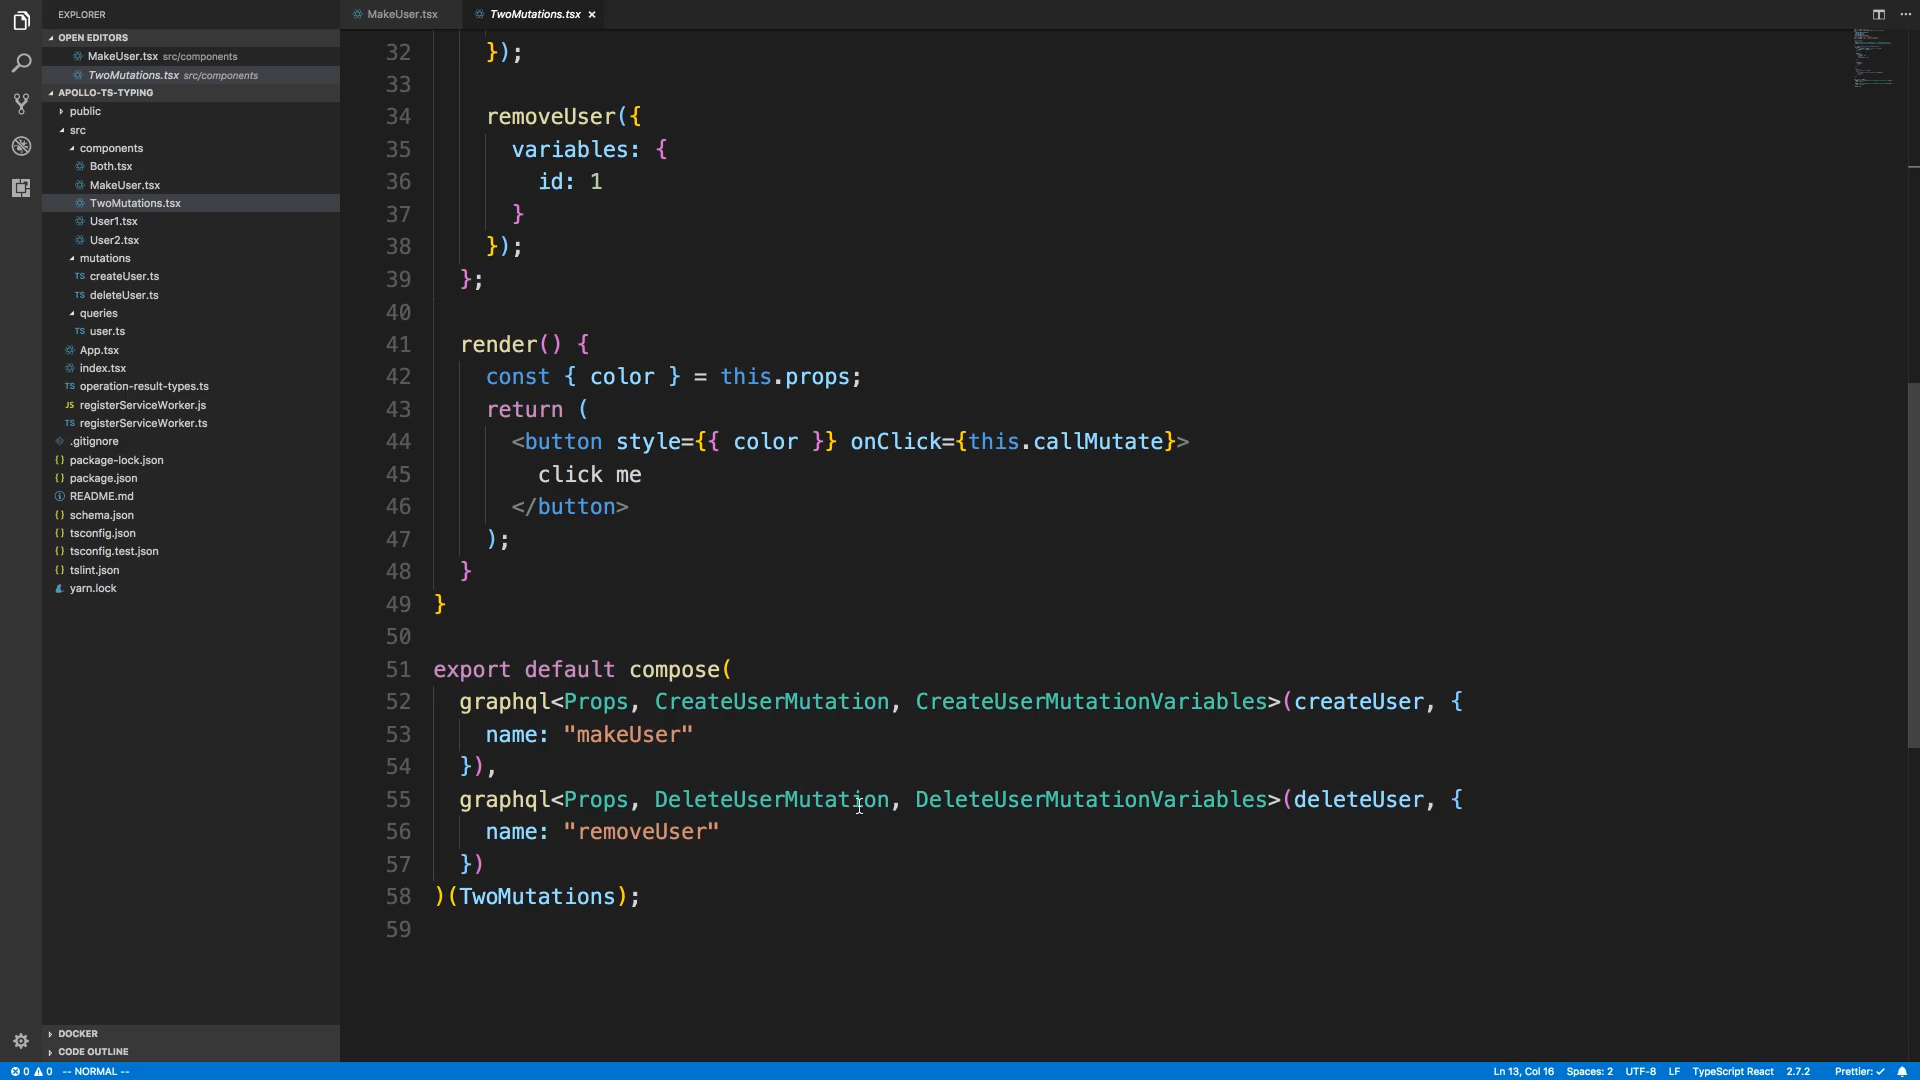 EXPLORER
OPEN EDITORS
MakeUser.tsx src/components
TwoMutations.tsx src/components
APOLLO-TS-TYPING
public
src
components
Both.tsx
MakeUser.tsx
TwoMutations.tsx
User1.tsx
User2.tsx
mutations
TS createUser.ts
TS deleteUser.ts
queries
TS user.ts
App.tsx
index.tsx
TS operation-result-types.ts
JS registerServiceWorker.js
TS registerServiceWorker.ts
.gitignore
{} package-lock.json
{} package.json
README.md
{} schema.json
{} tsconfig.json
{} tsconfig.test.json
{} tslint.json
yarn.lock
DOCKER
CODE OUTLINE
MakeUser.tsx TwoMutations.tsx ×
32 });
33
34 removeUser({
35 variables: {
36 id: 1
37 }
38 });
39 };
40
41 render() {
42 const { color } = this.props;
43 return (
44 <button style={{ color }} onClick={this.callMutate}>
45 click me
46 </button>
47 );
48 }
49 }
50
51 export default compose(
52 graphql<Props, CreateUserMutation, CreateUserMutationVariables>(createUser, {
53 name: "makeUser"
54 }),
55 graphql<Props, DeleteUserMutation, DeleteUserMutationVariables>(deleteUser, {
56 name: "removeUser"
57 })
58 )(TwoMutations);
59
0 0 -- NORMAL -- Ln 13, Col 16 Spaces: 2 UTF-8 LF TypeScript React 2.7.2 Prettier: ✓